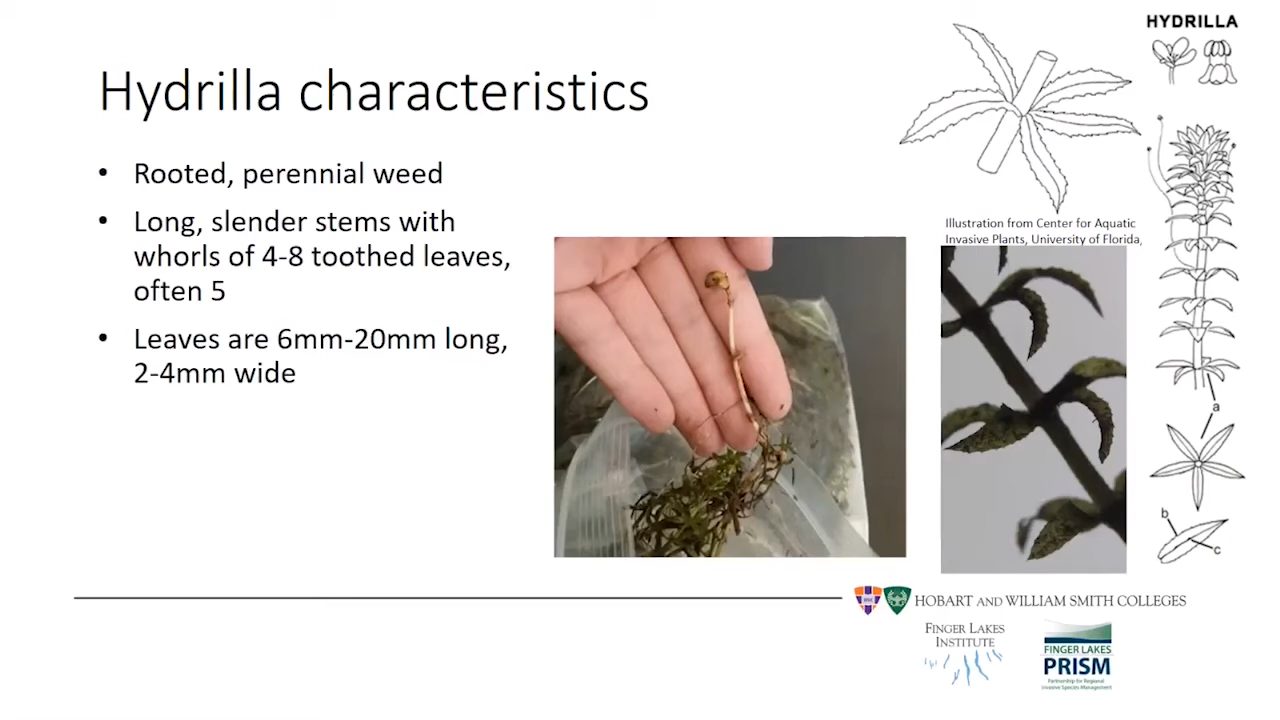 Hydrilla characteristics
• Rooted, perennial weed
• Long, slender stems with
whorls of 4-8 toothed leaves,
often 5
• Leaves are 6mm-20mm long,
2-4mm wide
HYDRILLA
Illustration from Center for Aquatic
Invasive Plants, University of Florida,
a
b
c
HOBART AND WILLIAM SMITH COLLEGES
FINGER LAKES
INSTITUTE
FINGER LAKES
PRISM
Partnership for Regional
Invasive Species Management